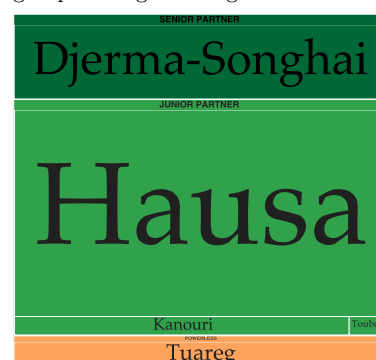 SENIOR PARTNER
Djerma-Songhai
JUNIOR PARTNER
Hausa
Kanouri
POWERLESS
Tuareg